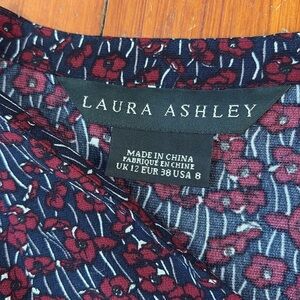 LAURA ASHLEY
MADE IN CHINA
FABRIQUÉ EN CHINE
UK 12 EUR 38 USA 8